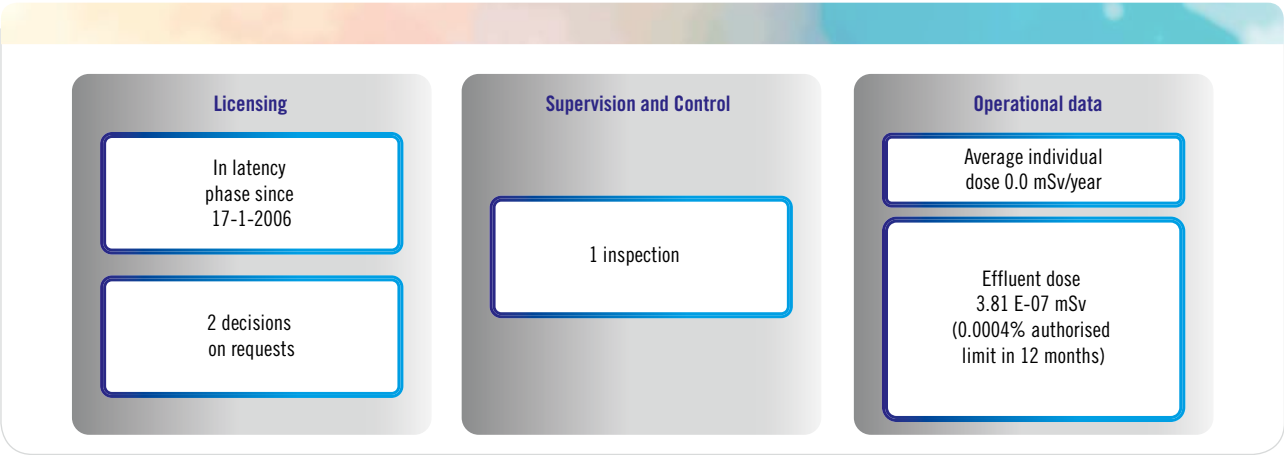 Licensing
In latency
phase since
17-1-2006
2 decisions
on requests
Supervision and Control
1 inspection
Operational data
Average individual
dose 0.0 mSv/year
Effluent dose
3.81 E-07 mSv
(0.0004% authorised
limit in 12 months)